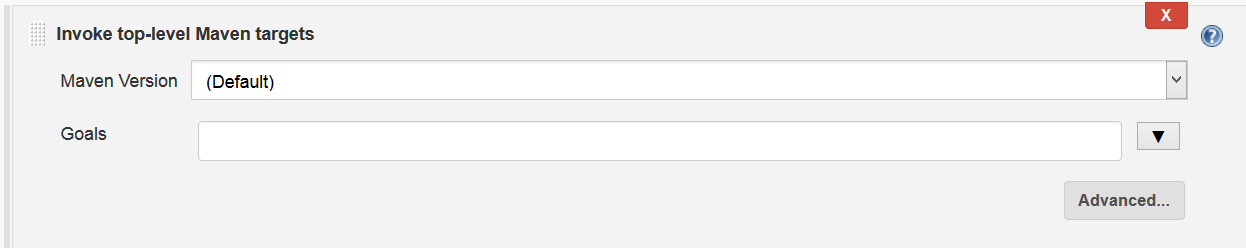 X
Invoke top-level Maven targets
?
Maven Version (Default)
Goals
Advanced...